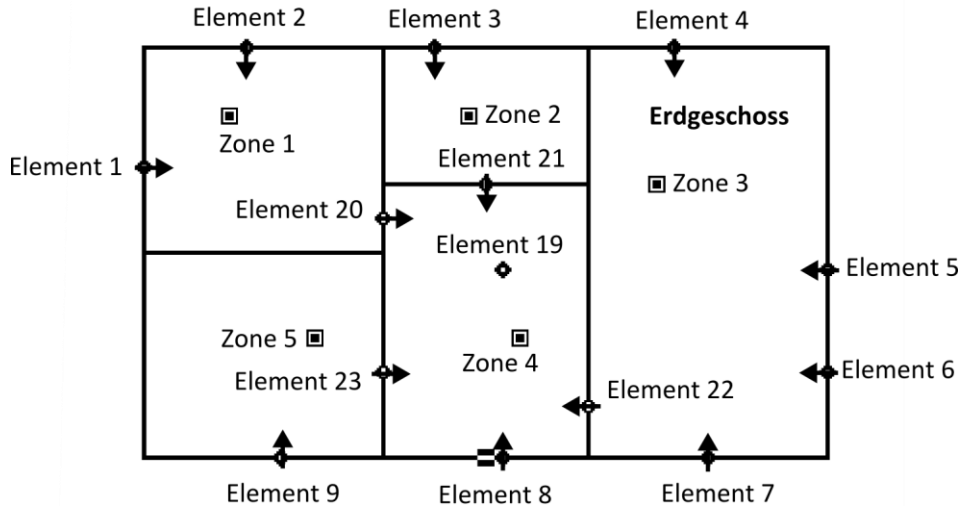 Element 2
Element 3
Element 4
Zone 1
Zone 2
Erdgeschoss
Element 1
Element 21
Zone 3
Element 20
Element 19
Element 5
Zone 5
Zone 4
Element 23
Element 22
Element 6
Element 9
Element 8
Element 7